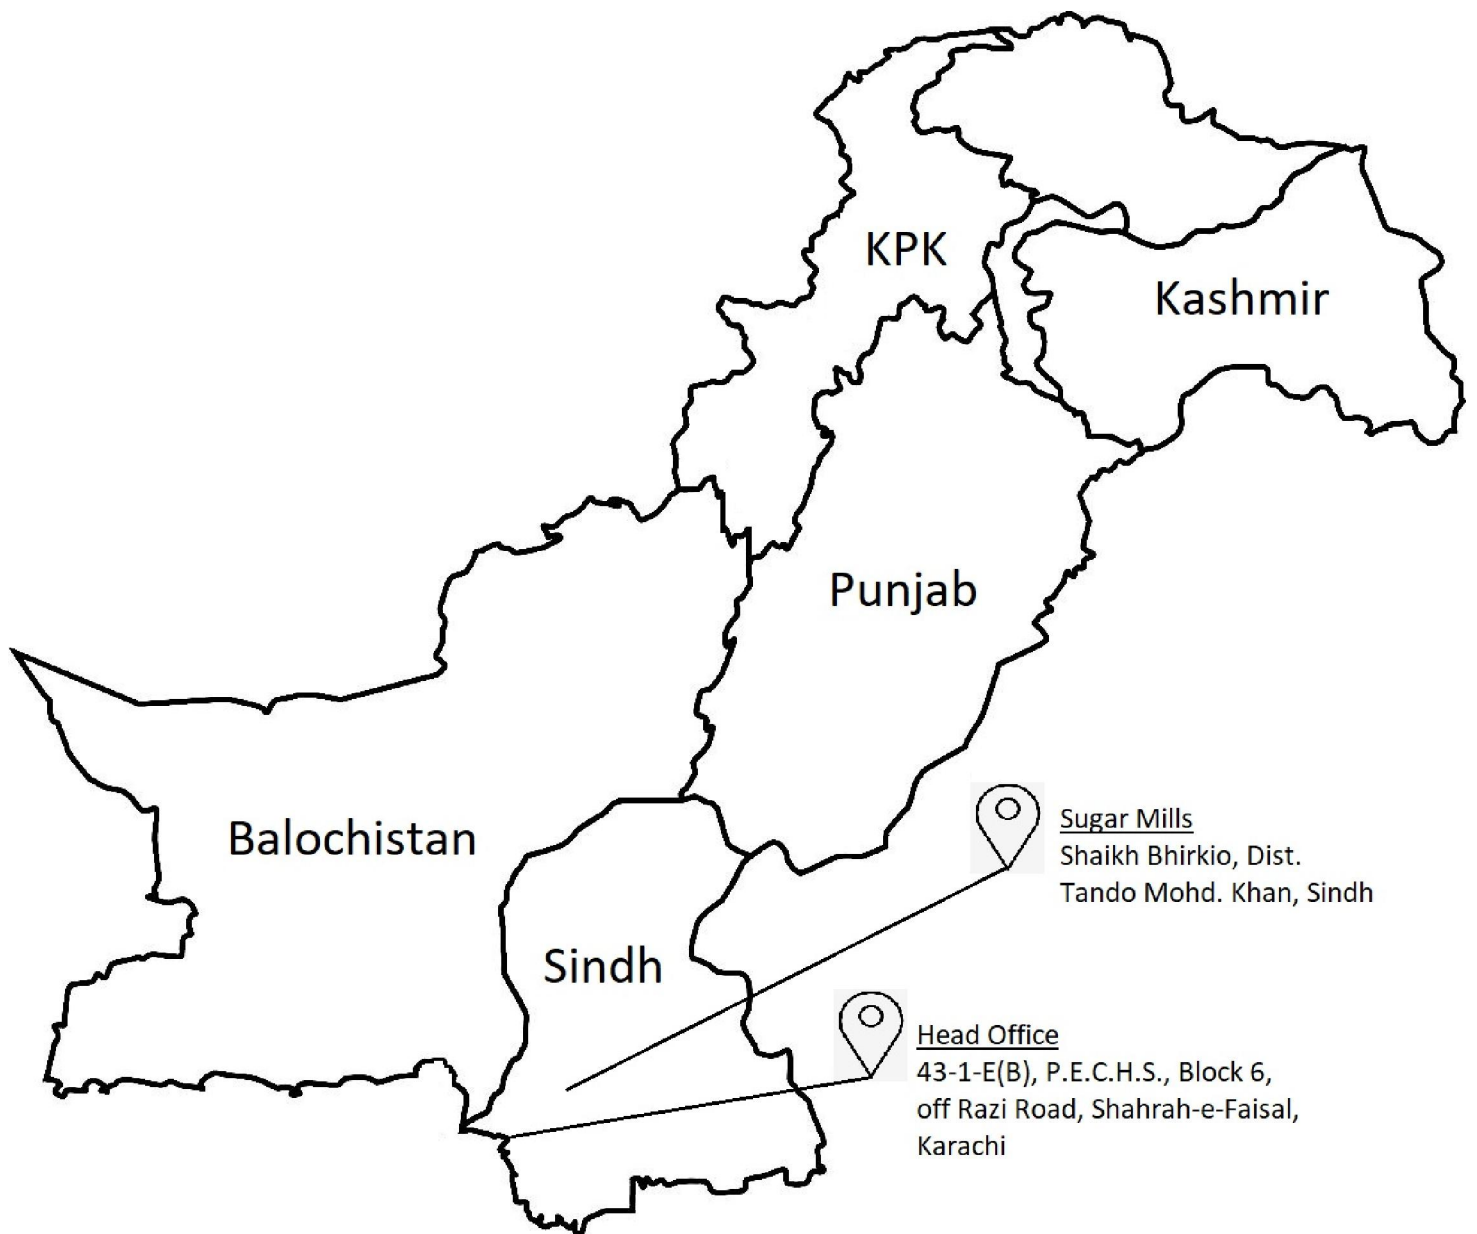 KPK
Kashmir
Punjab
Balochistan
Sindh
Sugar Mills
Shaikh Bhirkio, Dist.
Tando Mohd. Khan, Sindh
Head Office
43-1-E(B), P.E.C.H.S., Block 6,
off Razi Road, Shahrah-e-Faisal,
Karachi